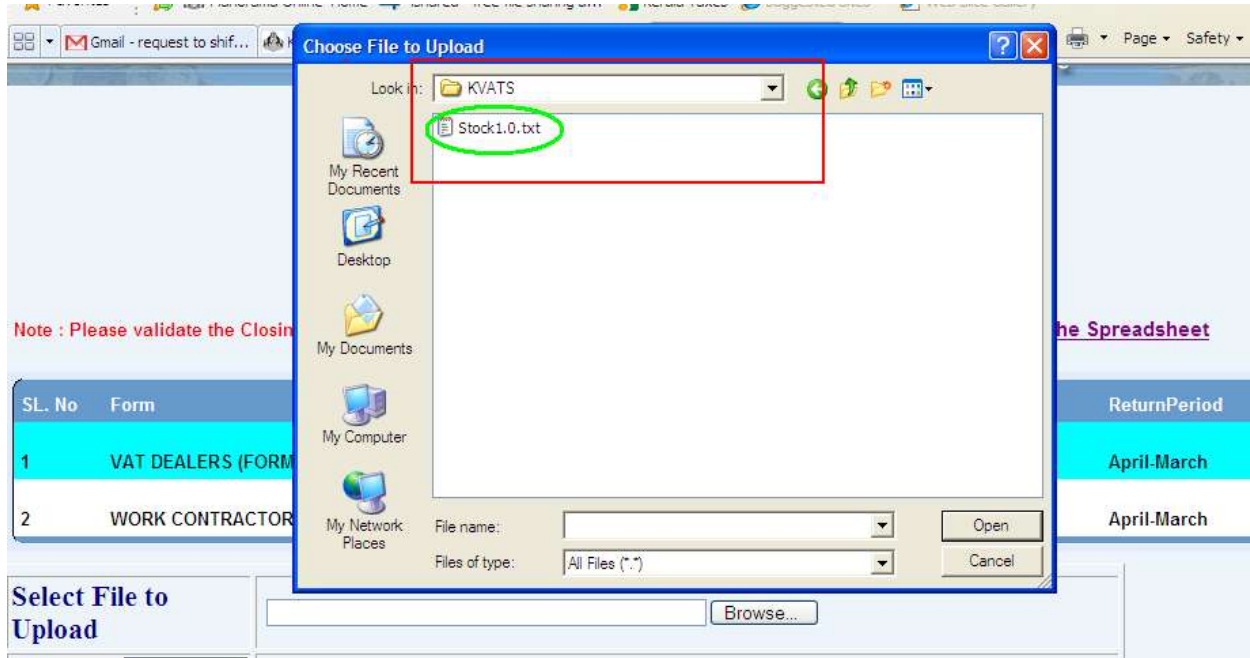 Gmail - request to shif...
Page
Safety
Choose File to Upload
Look in:
KVATS
Stock1.0.txt
My Recent
Documents
Desktop
My Documents
My Computer
My Network
Places
File name:
Open
Files of type:
All Files (*.*)
Cancel
Note : Please validate the Closin
he Spreadsheet
SL. No
Form
ReturnPeriod
1
VAT DEALERS (FORM
April-March
2
WORK CONTRACTOR
April-March
Select File to
Upload
Browse...